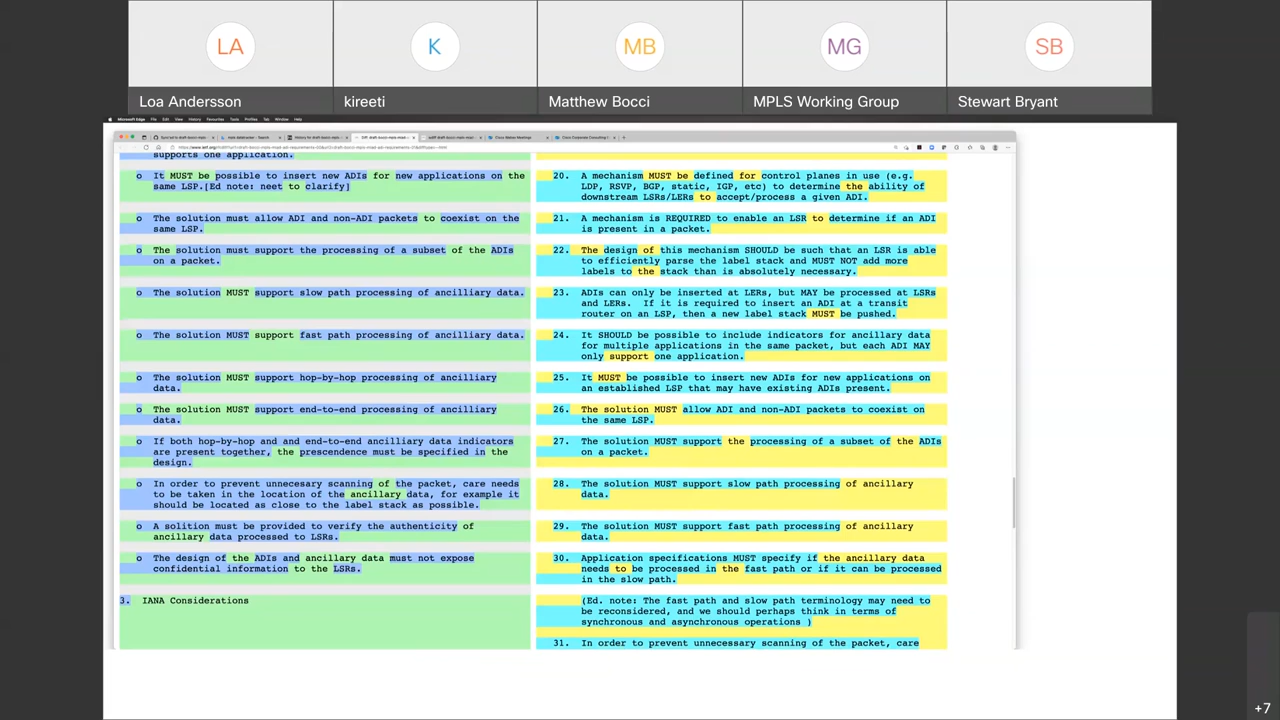 LA
K
MB
MG
SB
Loa Andersson
kireeti
Matthew Bocci
MPLS Working Group
Stewart Bryant
Microsoft Edge File Edit View History Favourites Tools Profiles Tab Window Help
supports one application.
o It MUST be possible to insert new ADIs for new applications on the
same LSP.[Ed note: neet to clarify]
o The solution must allow ADI and non-ADI packets to coexist on the
same LSP.
o The solution must support the processing of a subset of the ADIs
on a packet.
o The solution MUST support slow path processing of ancilliary data.
o The solution MUST support fast path processing of ancilliary data.
o The solution MUST support hop-by-hop processing of ancilliary
data.
o The solution MUST support end-to-end processing of ancilliary
data.
o If both hop-by-hop and and end-to-end ancilliary data indicators
are present together, the prescendence must be specified in the
design.
o In order to prevent unnecesary scanning of the packet, care needs
to be taken in the location of the ancillary data, for example it
should be located as close to the label stack as possible.
o A solition must be provided to verify the authenticity of
ancillary data processed to LSRs.
o The design of the ADIs and ancillary data must not expose
confidential information to the LSRs.
3. IANA Considerations
20. A mechanism MUST be defined for control planes in use (e.g.
LDP, RSVP, BGP, static, IGP, etc) to determine the ability of
downstream LSRs/LERs to accept/process a given ADI.
21. A mechanism is REQUIRED to enable an LSR to determine if an ADI
is present in a packet.
22. The design of this mechanism SHOULD be such that an LSR is able
to efficiently parse the label stack and MUST NOT add more
labels to the stack than is absolutely necessary.
23. ADIs can only be inserted at LERs, but MAY be processed at LSRs
and LERs. If it is required to insert an ADI at a transit
router on an LSP, then a new label stack MUST be pushed.
24. It SHOULD be possible to include indicators for ancillary data
for multiple applications in the same packet, but each ADI MAY
only support one application.
25. It MUST be possible to insert new ADIs for new applications on
an established LSP that may have existing ADIs present.
26. The solution MUST allow ADI and non-ADI packets to coexist on
the same LSP.
27. The solution MUST support the processing of a subset of the ADIs
on a packet.
28. The solution MUST support slow path processing of ancillary
data.
29. The solution MUST support fast path processing of ancillary
data.
30. Application specifications MUST specify if the ancillary data
needs to be processed in the fast path or if it can be processed
in the slow path.
(Ed. note: The fast path and slow path terminology may need to
be reconsidered, and we should perhaps think in terms of
synchronous and asynchronous operations )
31. In order to prevent unnecessary scanning of the packet, care
+7